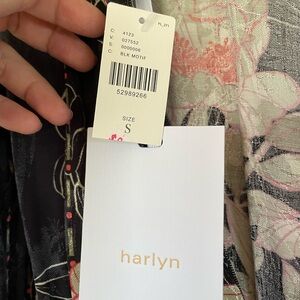 C: 4123
V: 027552
S: 0000006
C: BLK MOTIF
52989266
SIZE
S
harlyn